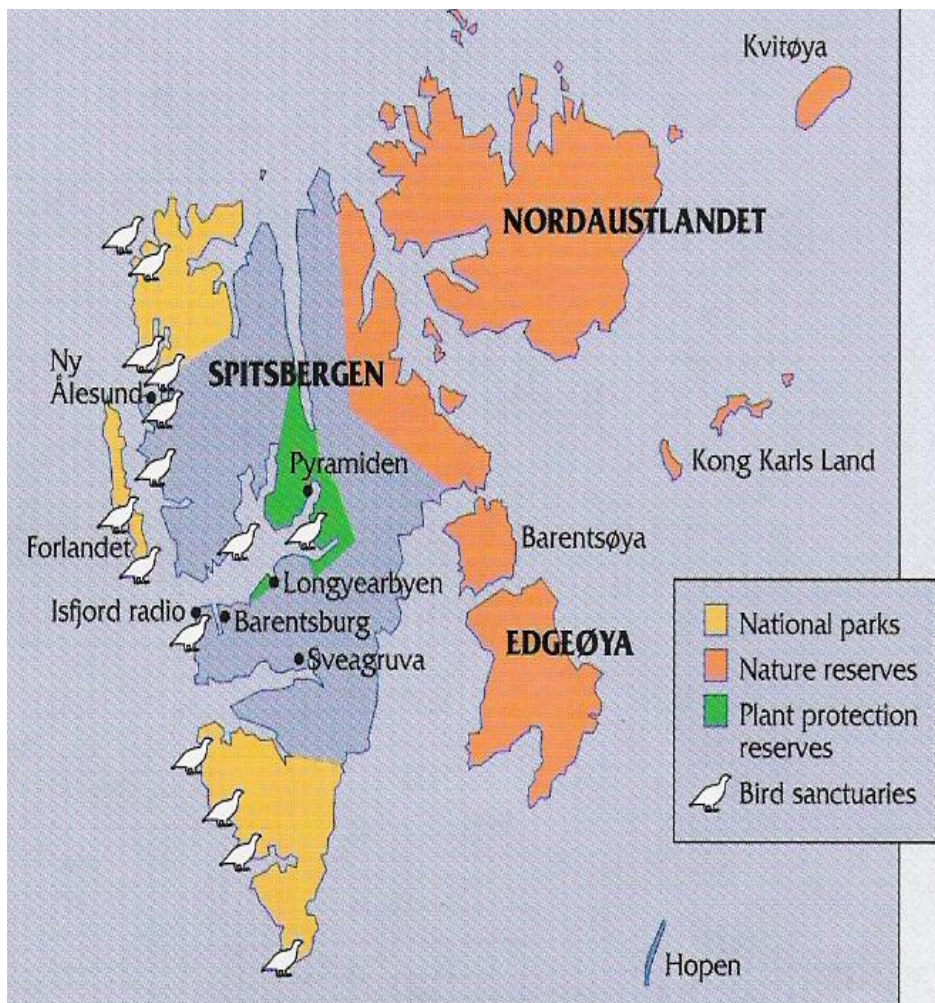 Kvitøya
NORDAUSTLANDET
Ny
Ålesund
SPITSBERGEN
Kong Karls Land
Pyramiden
Forlandet
Barentsøya
Longyearbyen
Isfjord radio
Barentsburg
EDGEØYA
Sveagruva
National parks
Nature reserves
Plant protection
reserves
Bird sanctuaries
Hopen